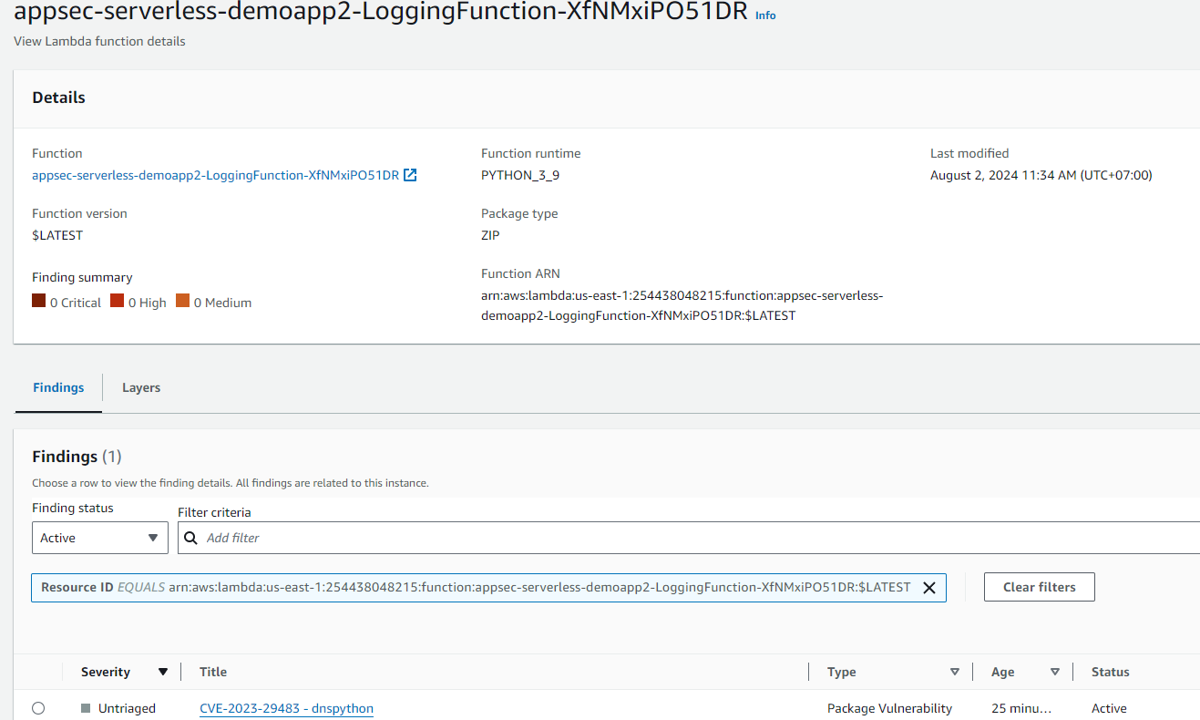 appsec-serverless-demoapp2-LoggingFunction-XfNMxiPO51DR Info
View Lambda function details
Details
Function
appsec-serverless-demoapp2-LoggingFunction-XfNMxiPO51DR
Function runtime
PYTHON_3_9
Last modified
August 2, 2024 11:34 AM (UTC+07:00)
Function version
$LATEST
Package type
ZIP
Finding summary
0 Critical 0 High 0 Medium
Function ARN
arn:aws:lambda:us-east-1:254438048215:function:appsec-serverless-
demoapp2-LoggingFunction-XfNMxiPO51DR:$LATEST
Findings Layers
Findings (1)
Choose a row to view the finding details. All findings are related to this instance.
Finding status
Active
Filter criteria
Add filter
Resource ID EQUALS arn:aws:lambda:us-east-1:254438048215:function:appsec-serverless-demoapp2-LoggingFunction-XfNMxiPO51DR:$LATEST
Clear filters
Severity Title Type Age Status
Untriaged CVE-2023-29483 - dnspython Package Vulnerability 25 minu... Active